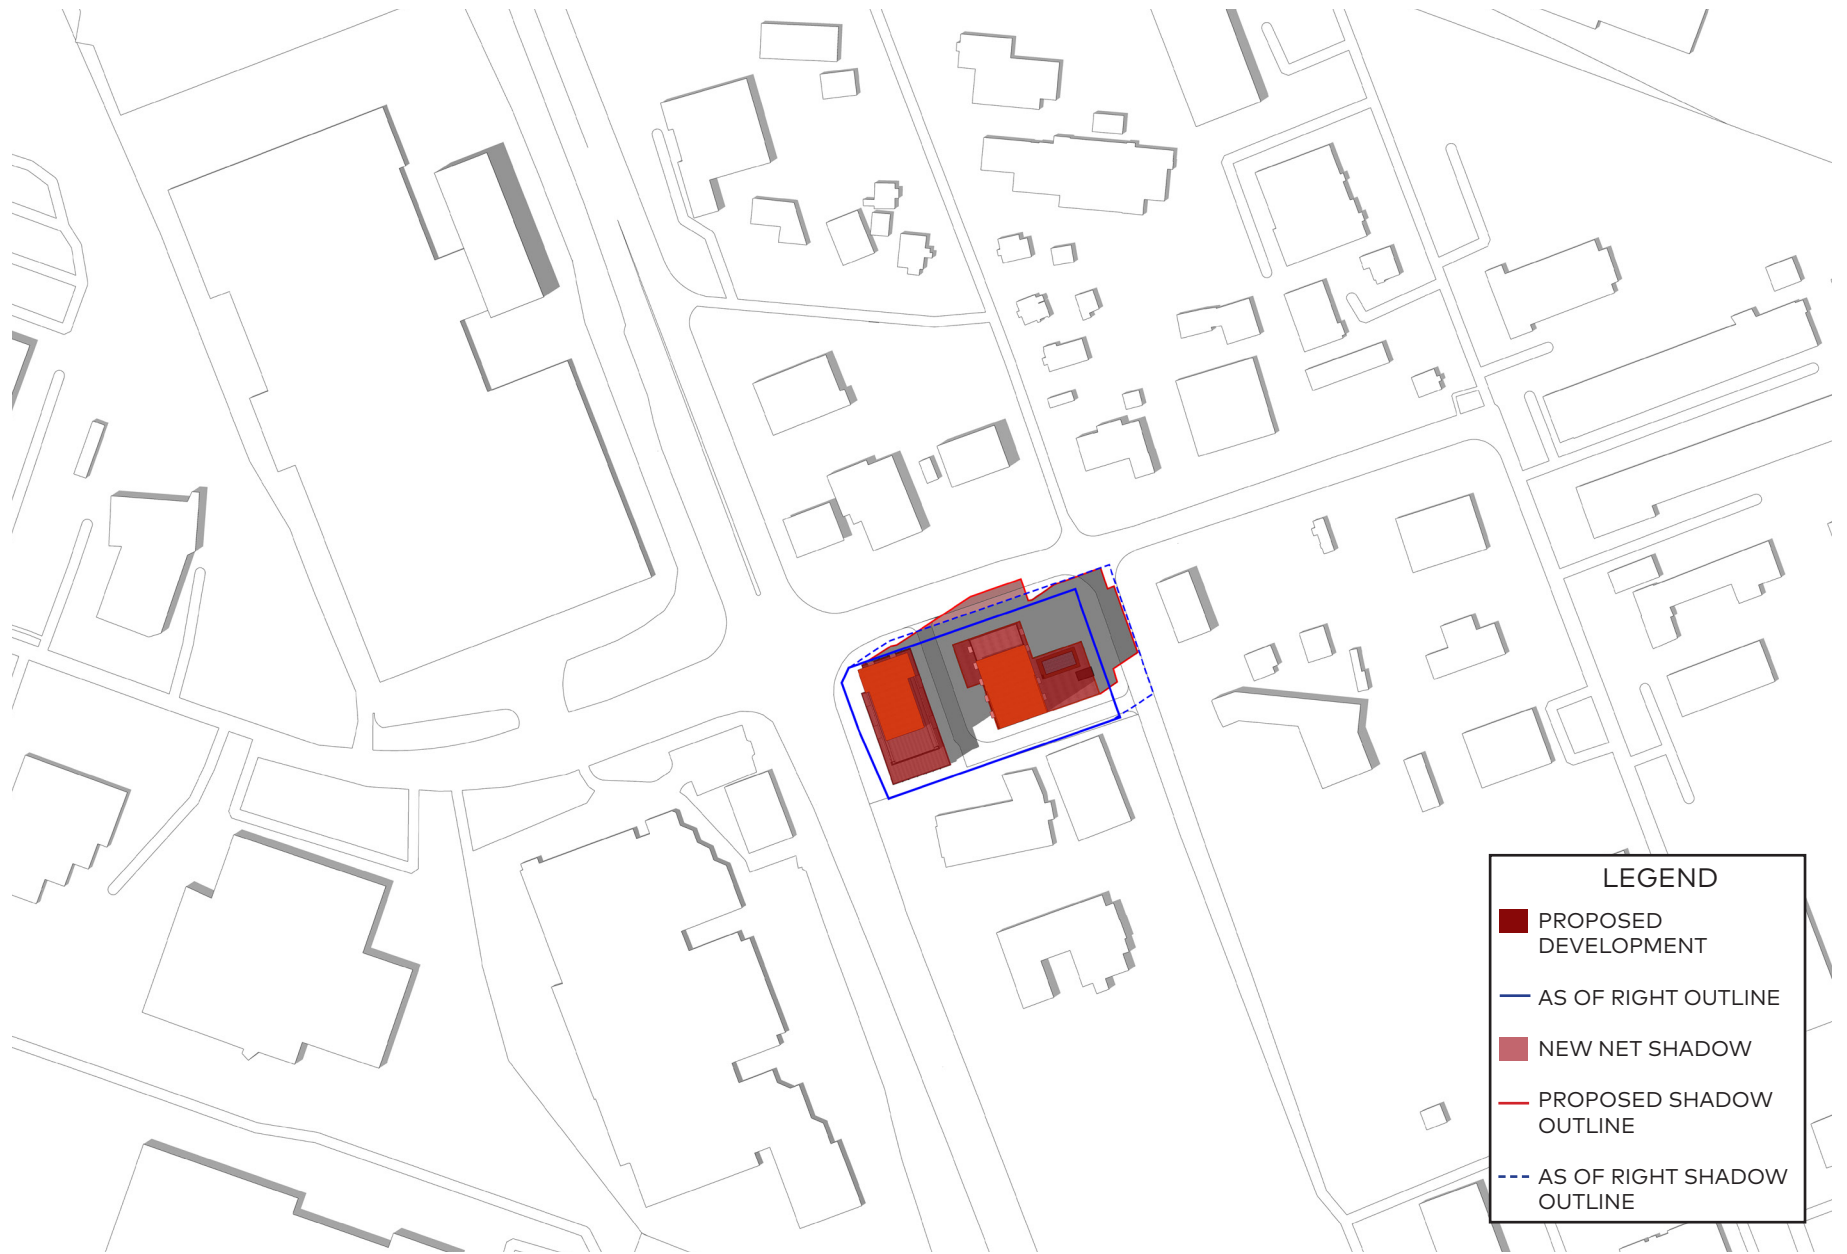 LEGEND
PROPOSED
DEVELOPMENT
AS OF RIGHT OUTLINE
NEW NET SHADOW
PROPOSED SHADOW
OUTLINE
AS OF RIGHT SHADOW
OUTLINE